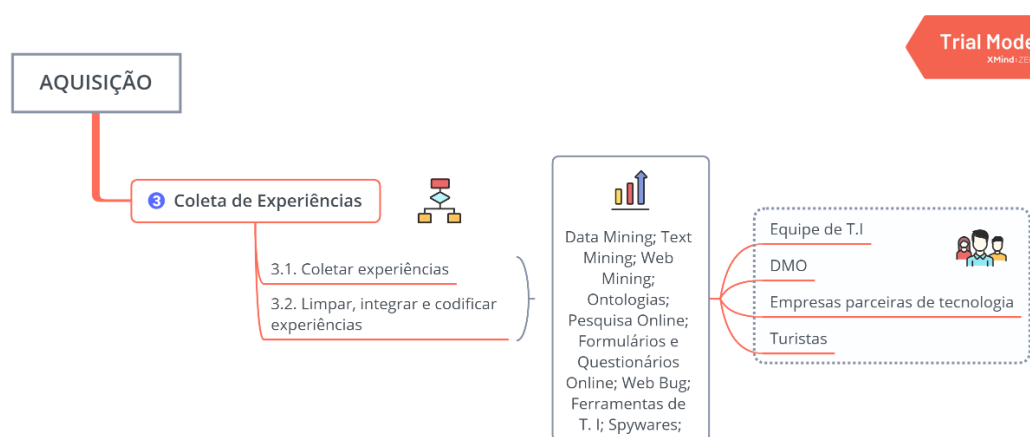 Trial Mode
XMind:ZE
AQUISIÇÃO
3 Coleta de Experiências
3.1. Coletar experiências
3.2. Limpar, integrar e codificar
experiências
Data Mining; Text
Mining; Web
Mining;
Ontologias;
Pesquisa Online;
Formulários e
Questionários
Online; Web Bug;
Ferramentas de
T. I; Spywares;
Equipe de T.I
DMO
Empresas parceiras de tecnologia
Turistas